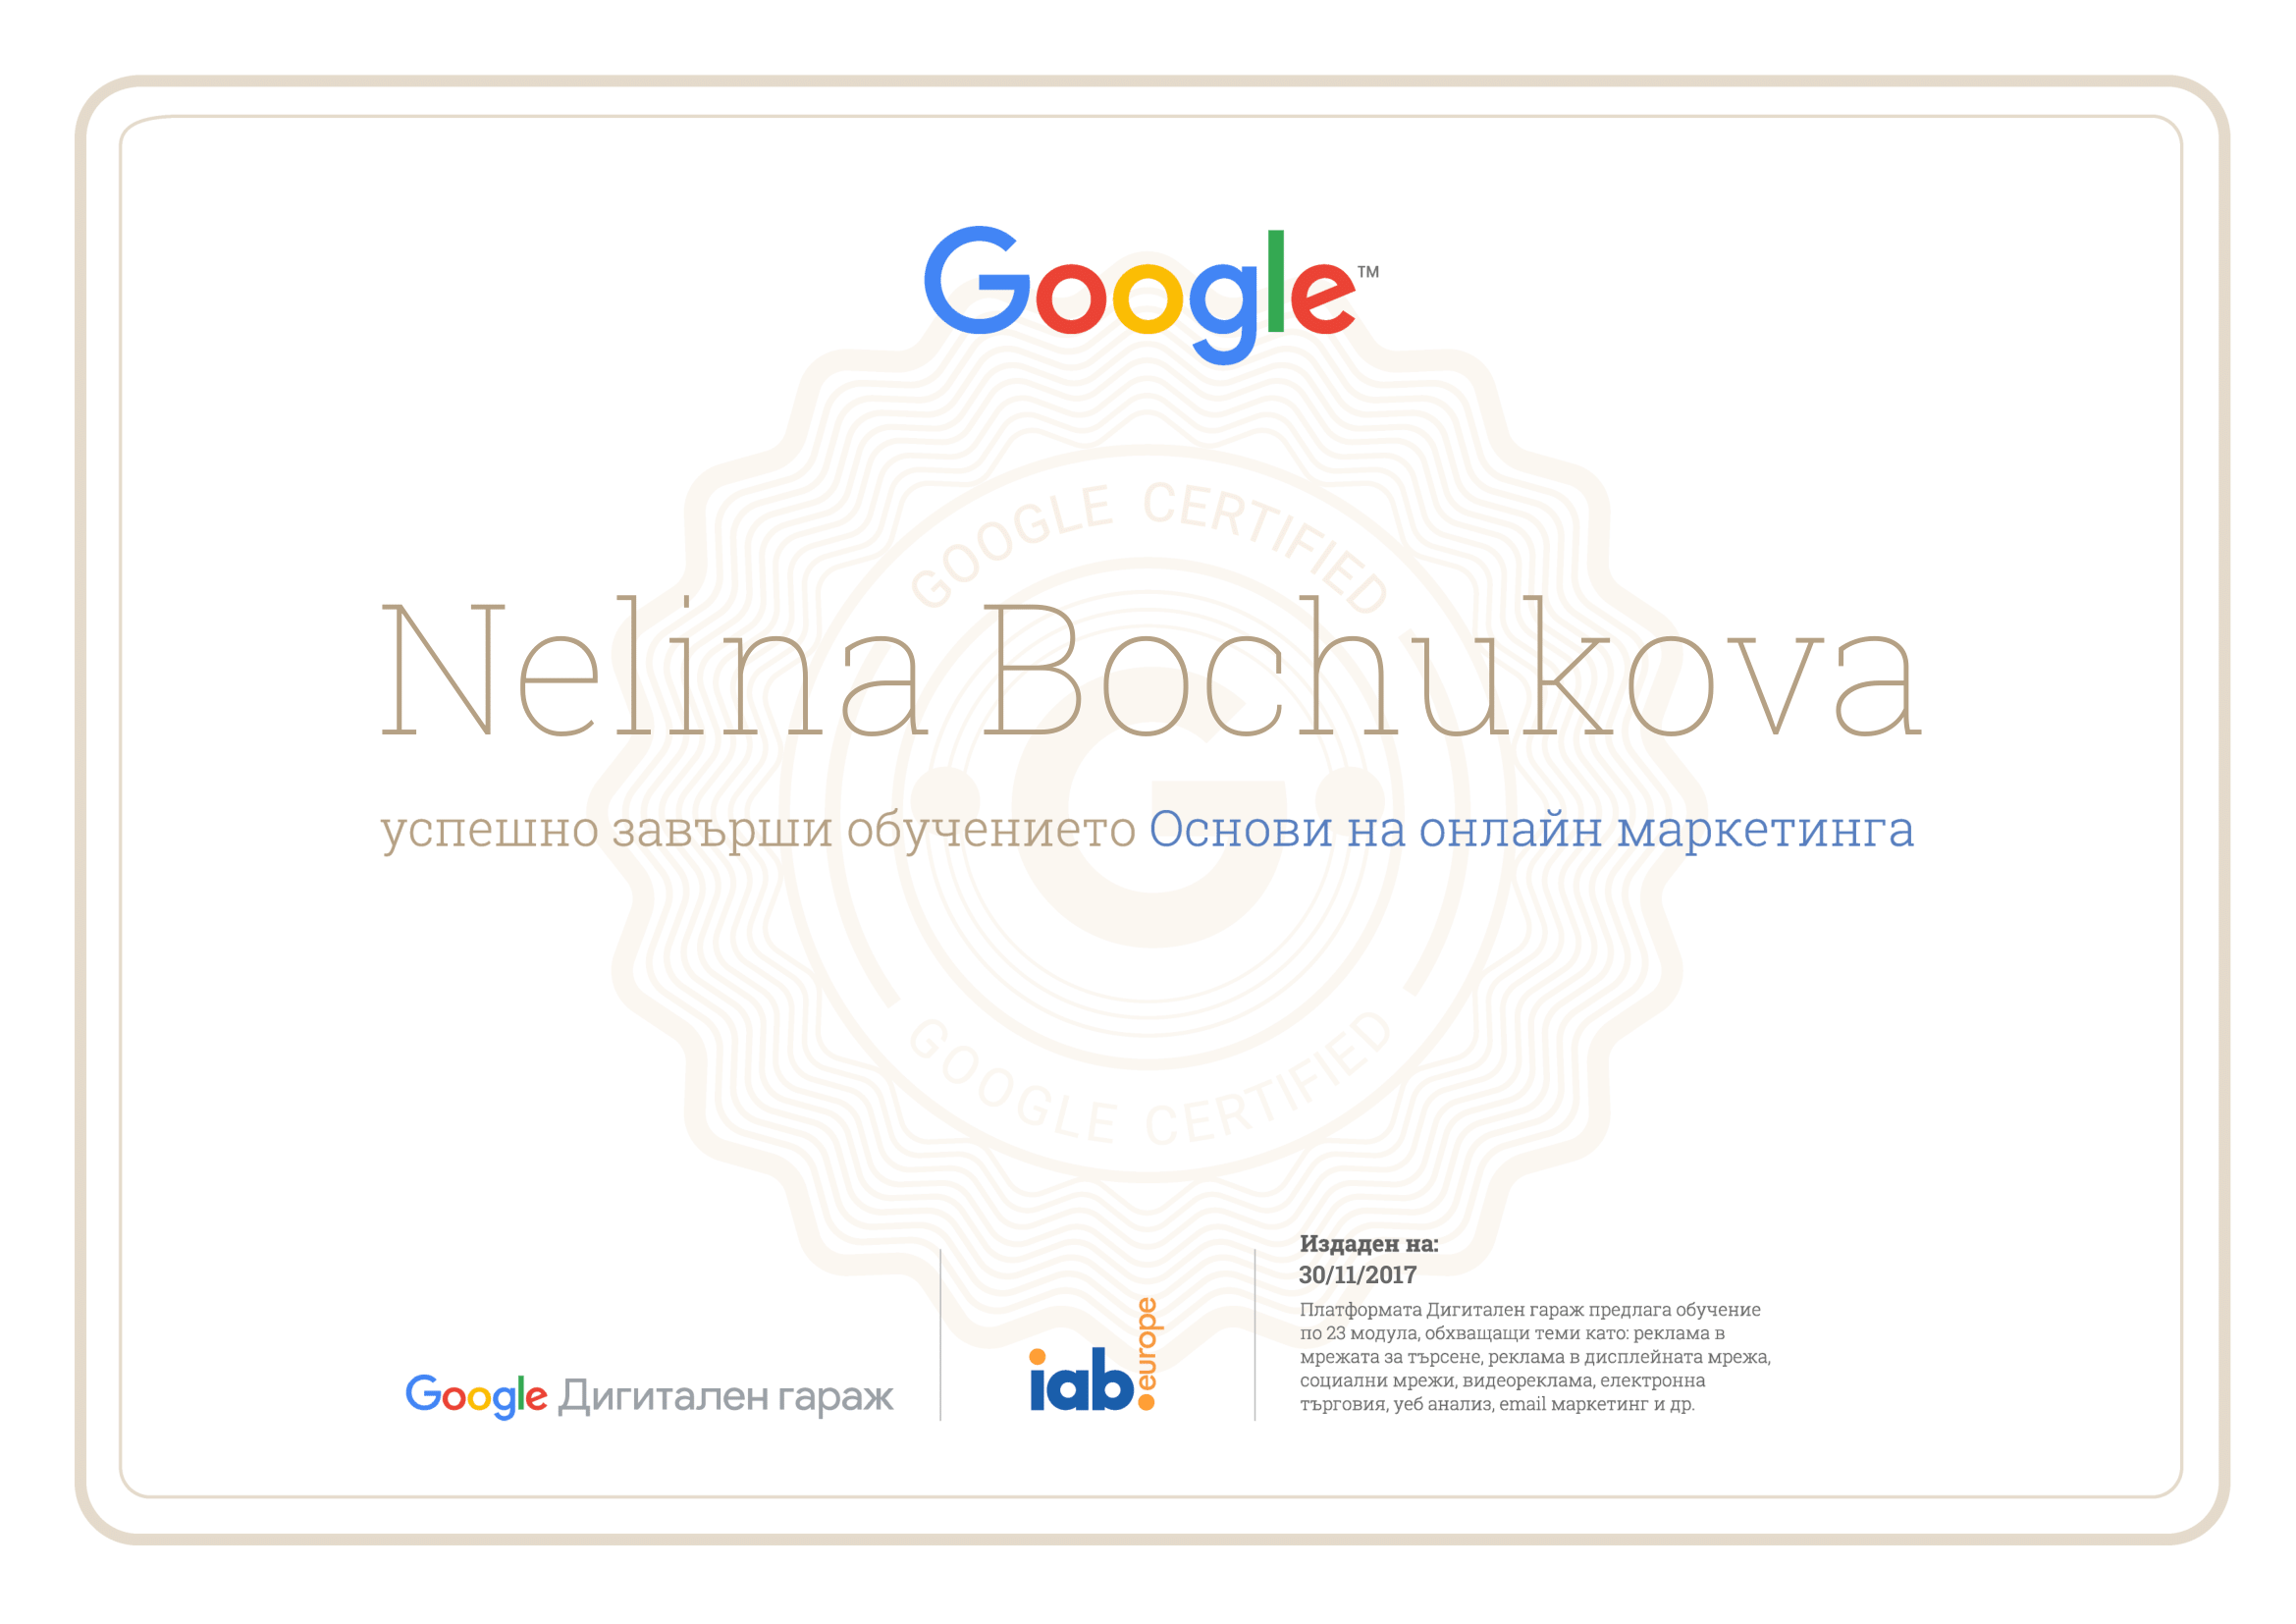 Google™
GOOGLE CERTIFIED
Nelina Bochukova
успешно завърши обучението Основи на онлайн маркетинга
GOOGLE CERTIFIED
Google Дигитален гараж
iab.europe
Издаден на:
30/11/2017
Платформата Дигитален гараж предлага обучение
по 23 модула, обхващащи теми като: реклама в
мрежата за търсене, реклама в дисплейната мрежа,
социални мрежи, видеореклама, електронна
търговия, уеб анализ, email маркетинг и др.